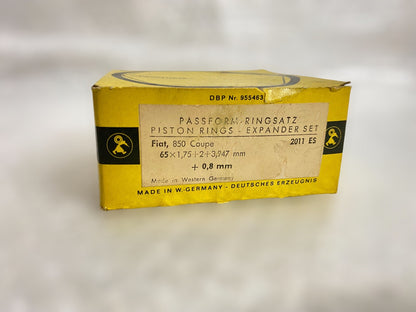 DBP Nr. 955463
PASSFORM-RINGSATZ
PISTON RINGS - EXPANDER SET
Fiat, 850 Coupe 2011 ES
65×1,75+2+3,947 mm
+ 0,8 mm
Made in Western Germany
MADE IN W. GERMANY - DEUTSCHES ERZEUGNIS